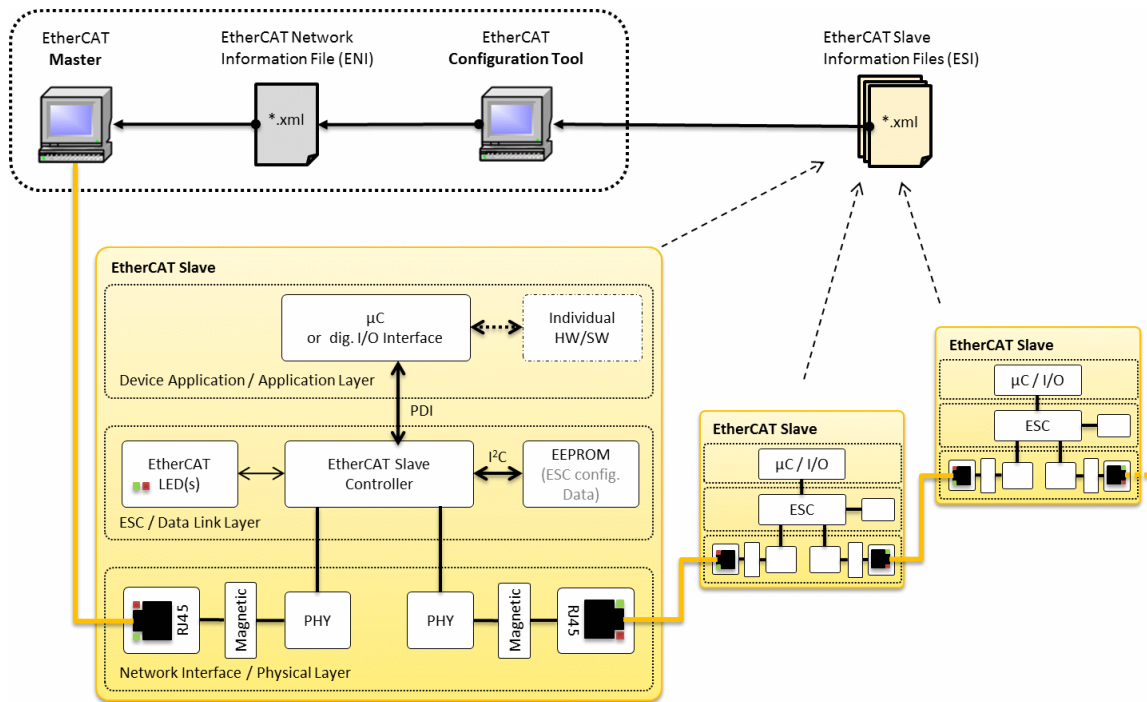 EtherCAT
Master
EtherCAT Network
Information File (ENI)
EtherCAT
Configuration Tool
EtherCAT Slave
Information Files (ESI)
*.xml
*.xml
EtherCAT Slave
µC
or dig. I/O Interface
Individual
HW/SW
Device Application / Application Layer
PDI
EtherCAT
LED(s)
EtherCAT Slave
Controller
I²C
EEPROM
(ESC config.
Data)
ESC / Data Link Layer
RJ45
Magnetic
PHY
PHY
Magnetic
RJ45
Network Interface / Physical Layer
EtherCAT Slave
µC / I/O
ESC
EtherCAT Slave
µC / I/O
ESC